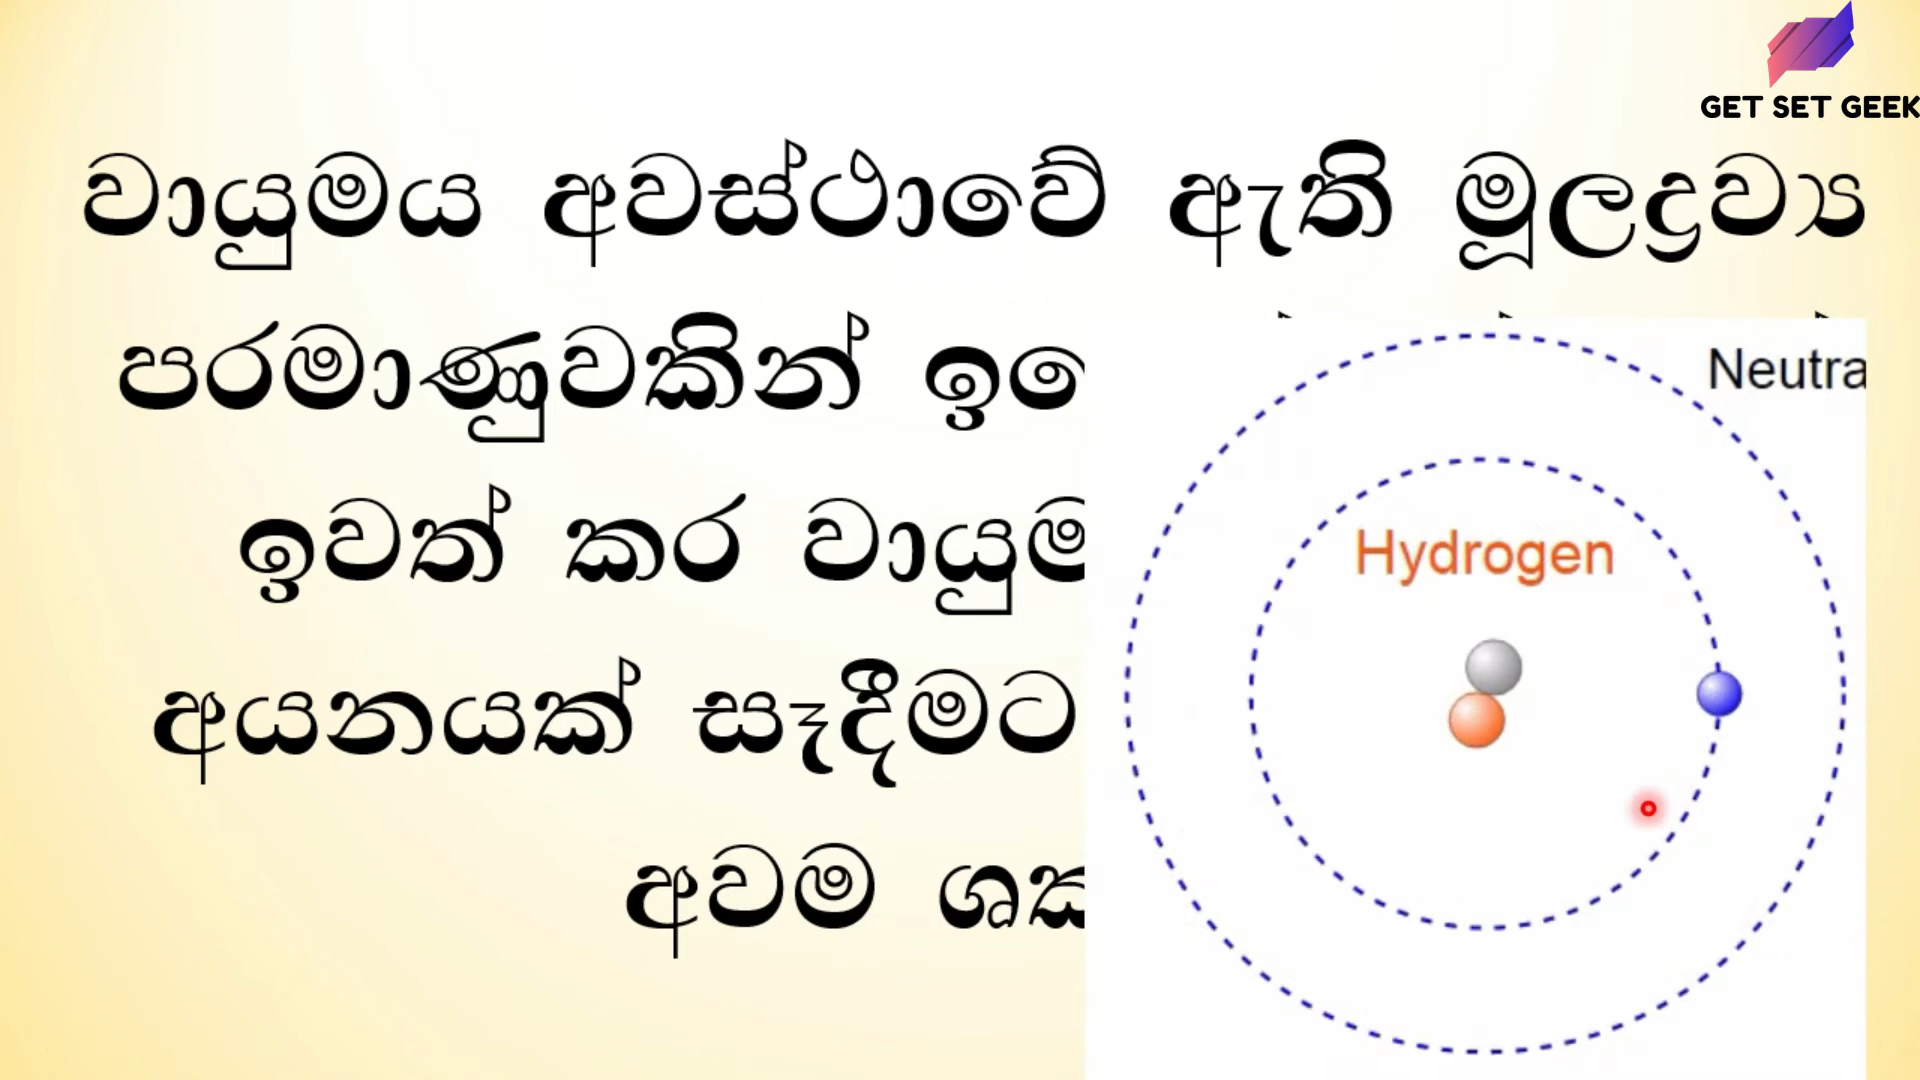 GET SET GEEK
වායුමය අවස්ථාවේ ඇති මූලද්‍රව්‍ය
පරමාණුවකින්
ඉවත් කර
අයනයක් සෑදීමට
අවම
Neutra
Hydrogen